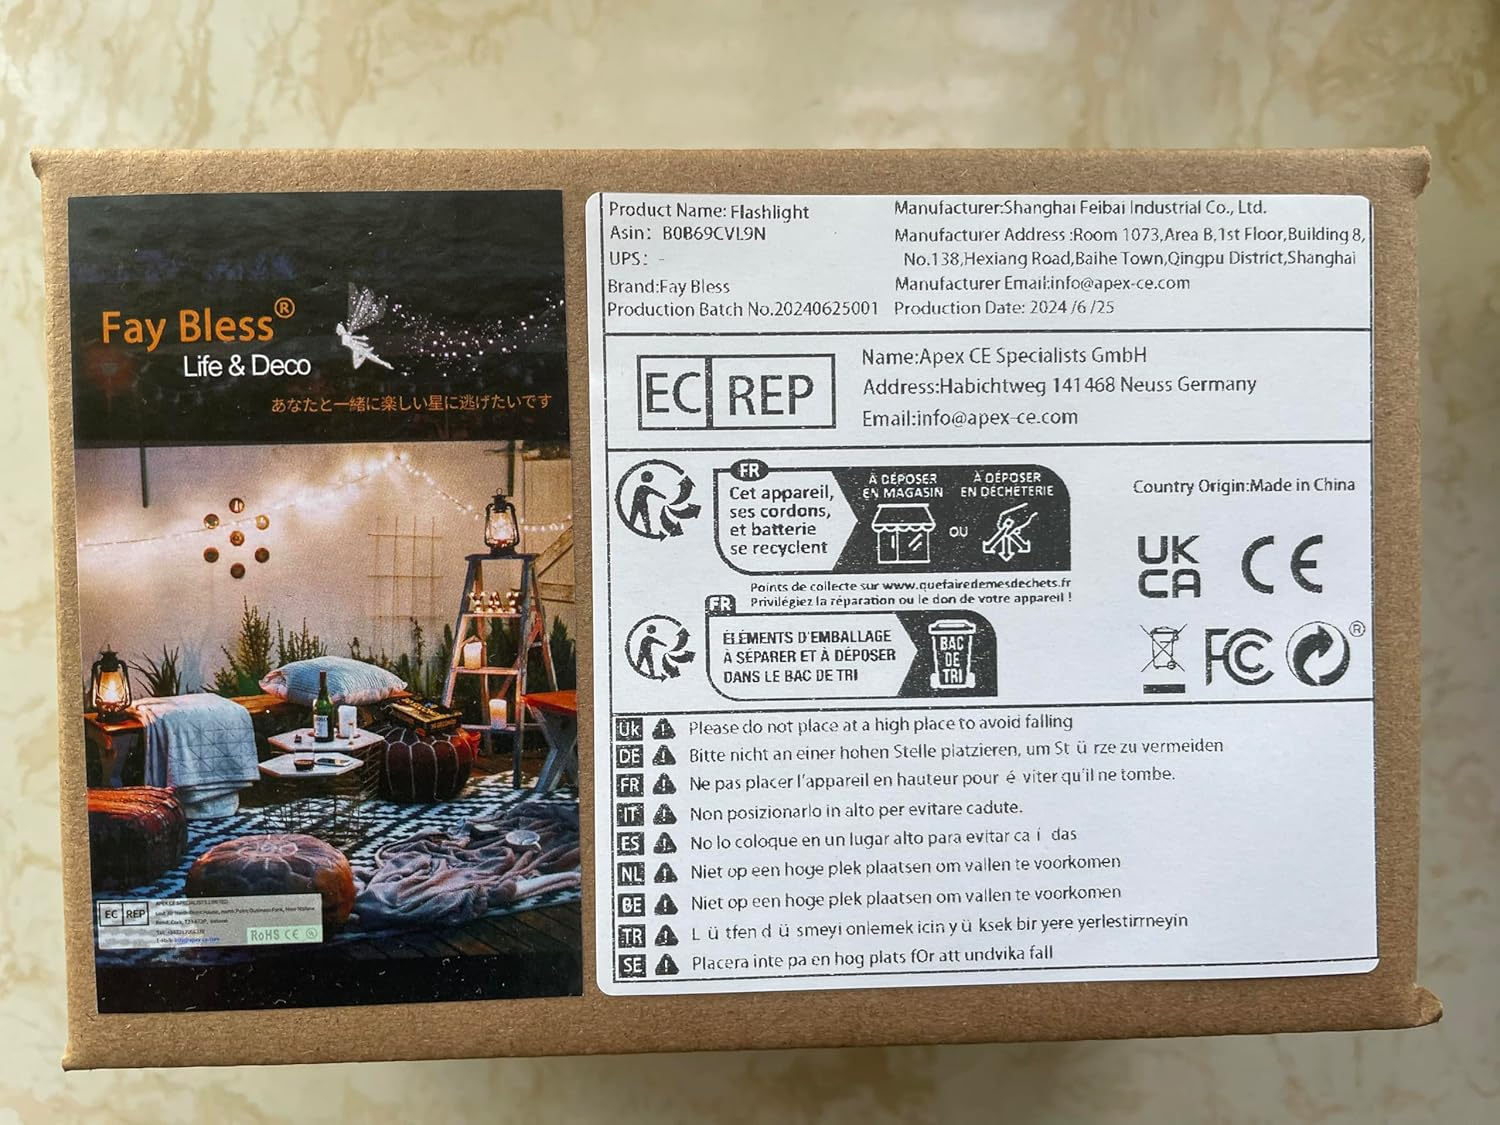 Fay Bless®
Life & Deco
あなたと一緒に楽しい星に逃げたいです
EC REP
APEX CE SPECIALISTS LIMITED
E-Mail: info@apex-ce.com
RoHS CE
Product Name: Flashlight
Asin: B0B69CVL9N
UPS: -
Brand:Fay Bless
Production Batch No.20240625001
Manufacturer:Shanghai Feibai Industrial Co., Ltd.
Manufacturer Address :Room 1073,Area B,1st Floor,Building 8,
No.138,Hexiang Road,Baihe Town,Qingpu District,Shanghai
Manufacturer Email:info@apex-ce.com
Production Date: 2024 /6 /25
EC REP
Name:Apex CE Specialists GmbH
Address:Habichtweg 141468 Neuss Germany
Email:info@apex-ce.com
FR
Cet appareil,
ses cordons,
et batterie
se recyclent
À DÉPOSER
EN MAGASIN
OU
À DÉPOSER
EN DÉCHÈTERIE
Points de collecte sur www.quefairedemesdechets.fr
Privilégiez la réparation ou le don de votre appareil !
FR
ÉLÉMENTS D'EMBALLAGE
À SÉPARER ET À DÉPOSER
DANS LE BAC DE TRI
BAC
DE
TRI
Country Origin:Made in China
UK
CA
CE
FC
®
Uk Please do not place at a high place to avoid falling
DE Bitte nicht an einer hohen Stelle platzieren, um St ü rze zu vermeiden
FR Ne pas placer l'appareil en hauteur pour é viter qu'il ne tombe.
IT Non posizionarlo in alto per evitare cadute.
ES No lo coloque en un lugar alto para evitar ca í das
NL Niet op een hoge plek plaatsen om vallen te voorkomen
BE Niet op een hoge plek plaatsen om vallen te voorkomen
TR L ü tfen d ü smeyi onlemek icin y ü ksek bir yere yerlestirrneyin
SE Placera inte pa en hog plats fOr att undvika fall